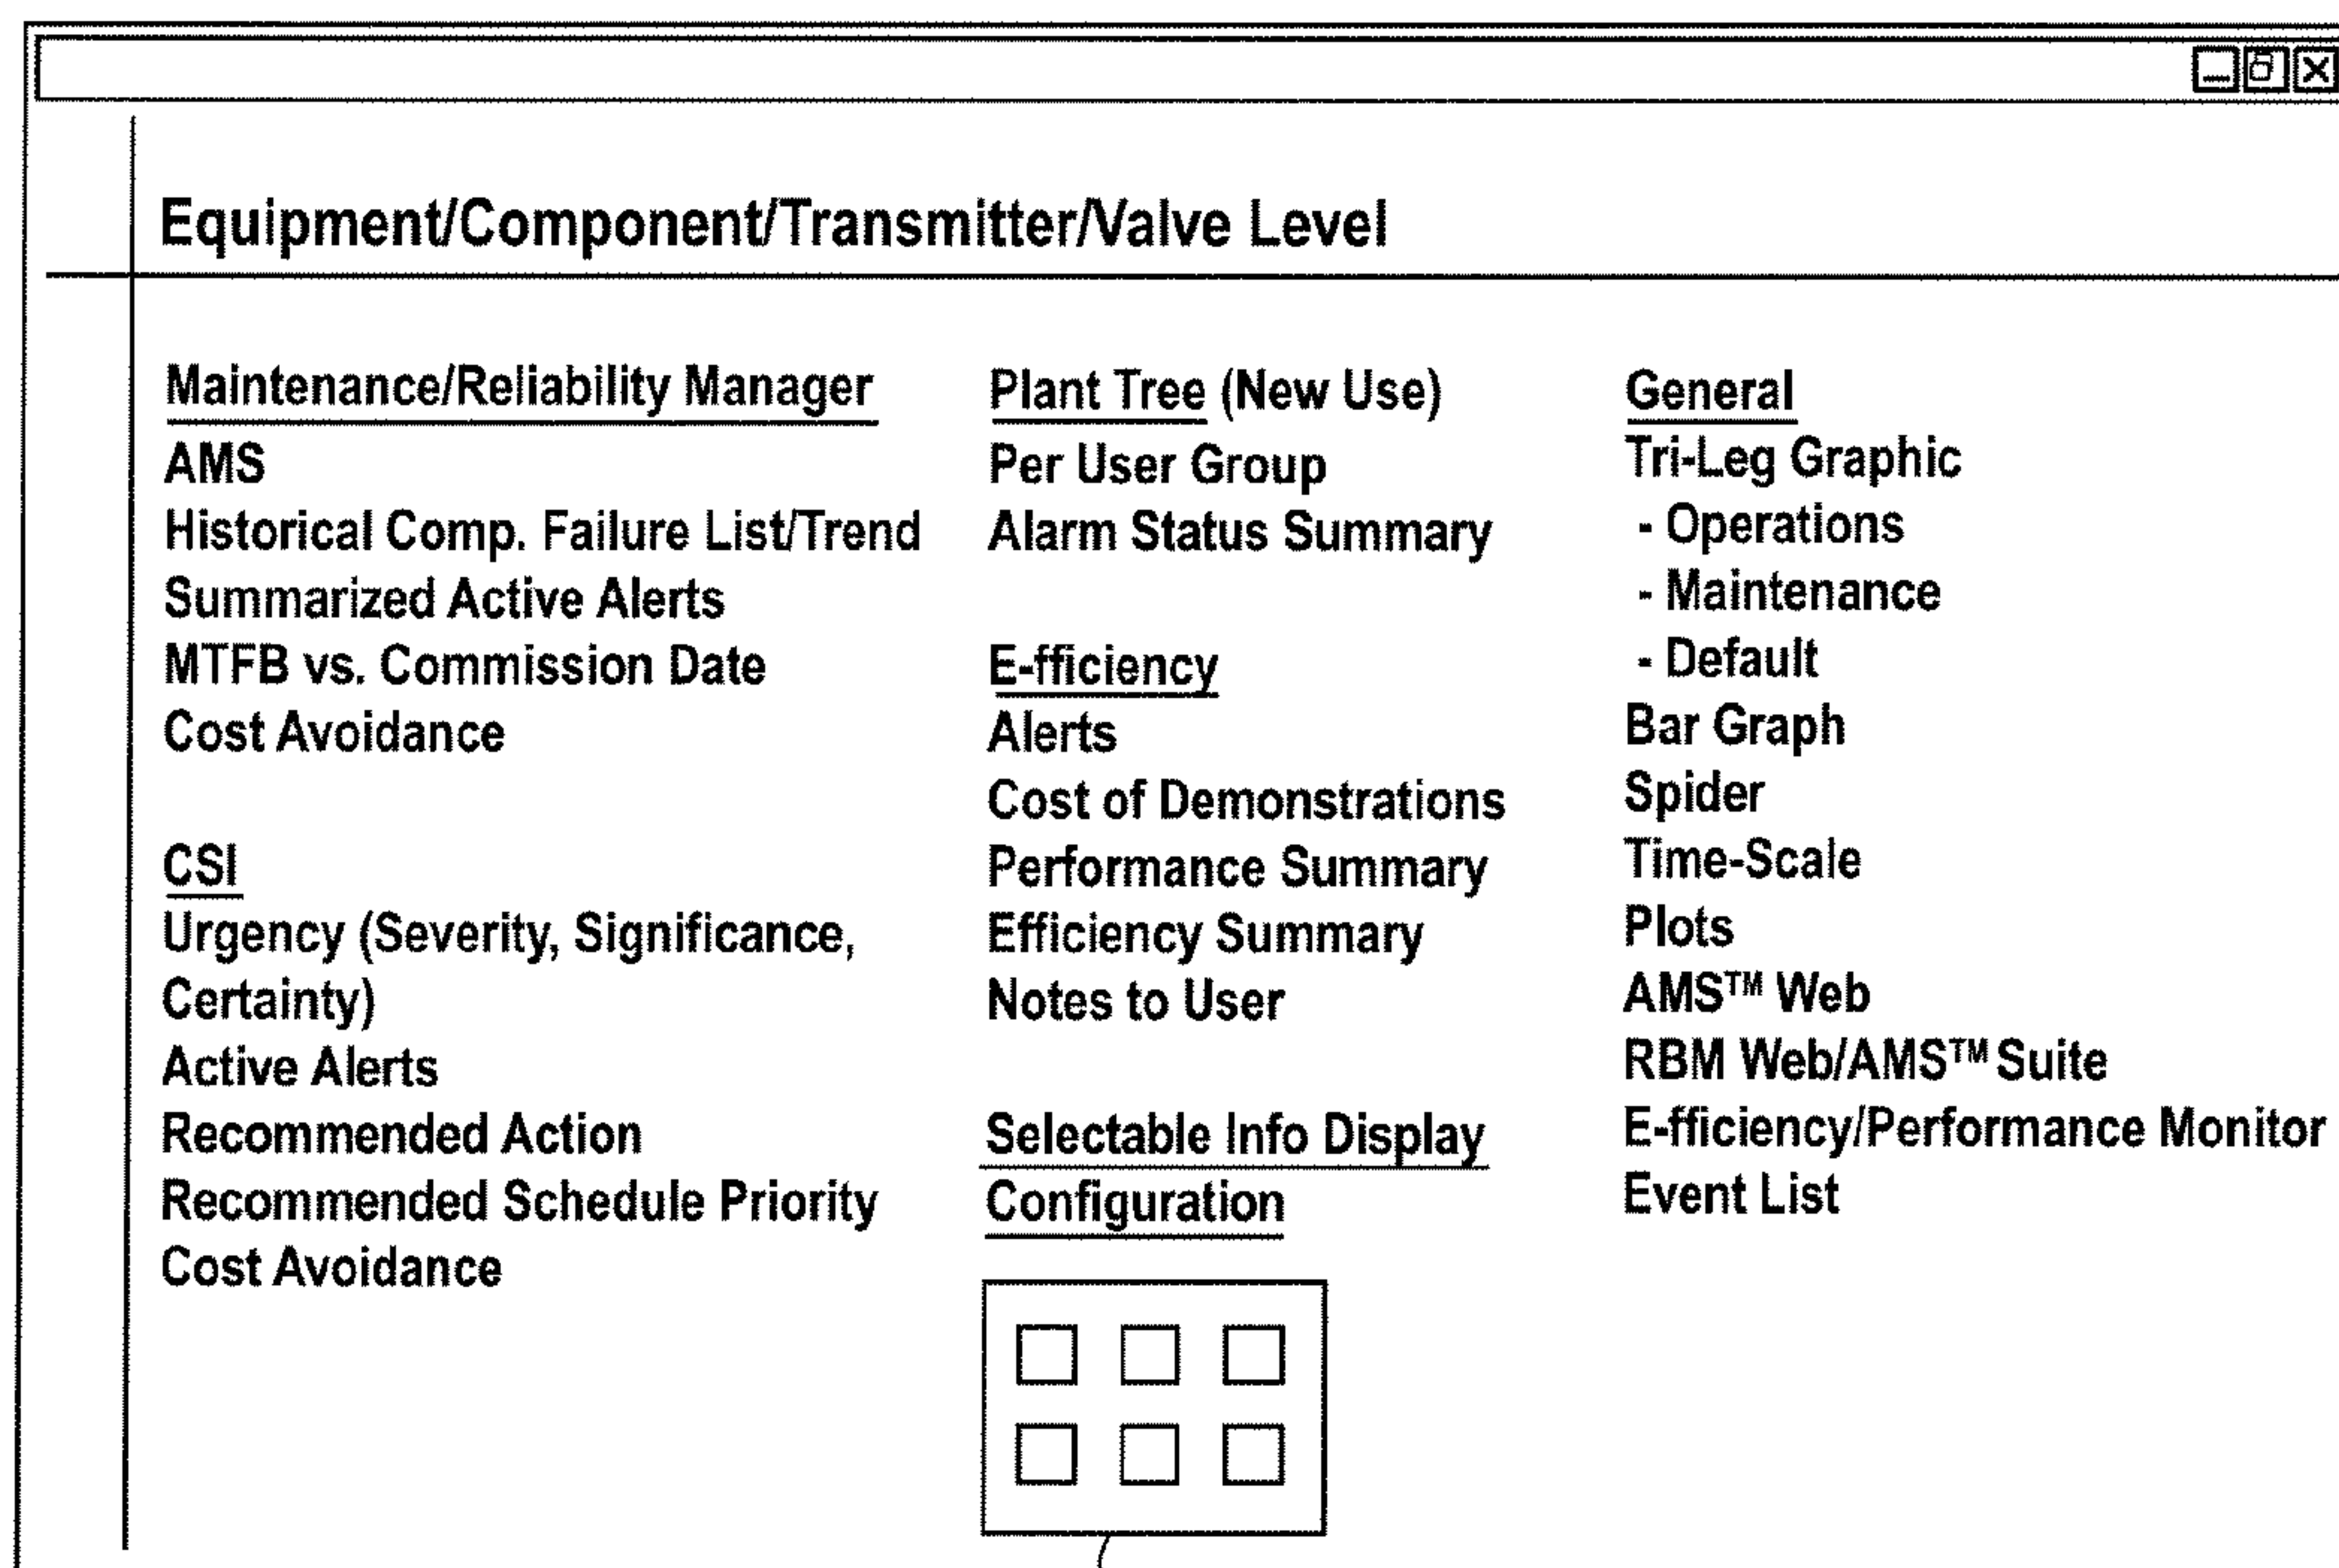 Equipment/Component/Transmitter/Valve Level
Maintenance/Reliability Manager
AMS
Historical Comp. Failure List/Trend
Summarized Active Alerts
MTFB vs. Commission Date
Cost Avoidance
CSI
Urgency (Severity, Significance,
Certainty)
Active Alerts
Recommended Action
Recommended Schedule Priority
Cost Avoidance
Plant Tree (New Use)
Per User Group
Alarm Status Summary
E-fficiency
Alerts
Cost of Demonstrations
Performance Summary
Efficiency Summary
Notes to User
Selectable Info Display
Configuration
General
Tri-Leg Graphic
- Operations
- Maintenance
- Default
Bar Graph
Spider
Time-Scale
Plots
AMS™ Web
RBM Web/AMS™ Suite
E-fficiency/Performance Monitor
Event List